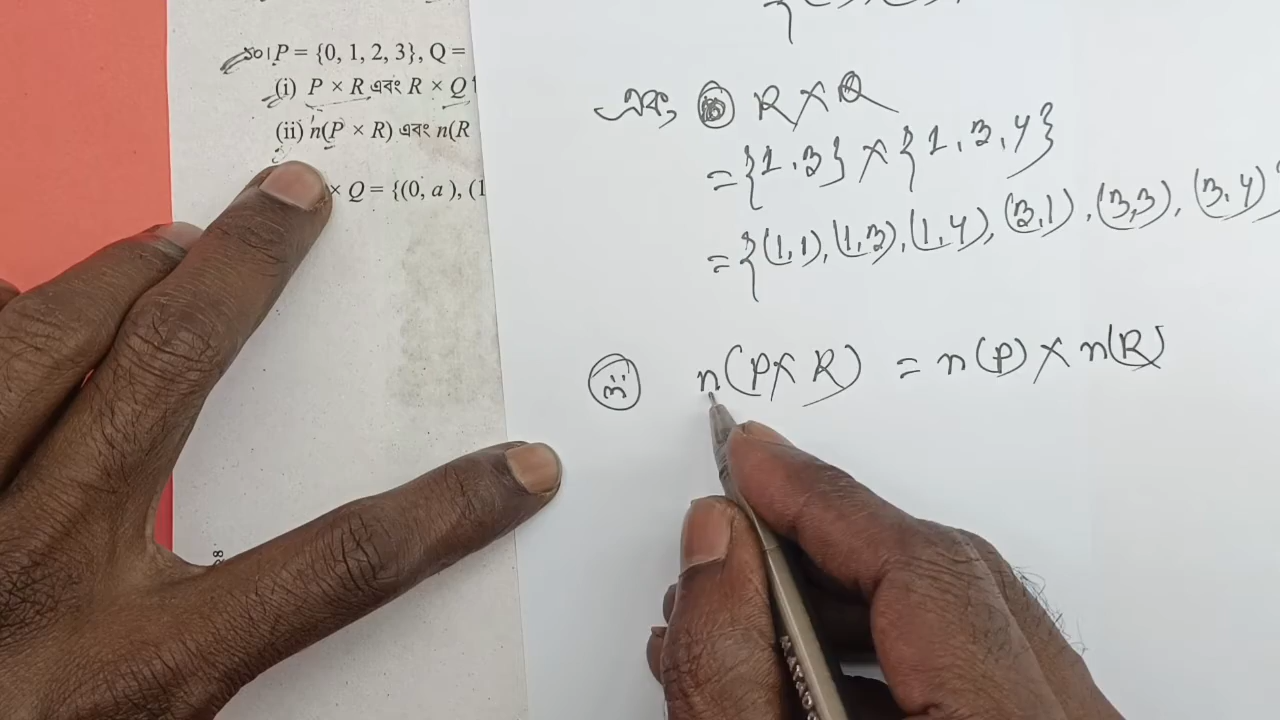 ১০। P = {0, 1, 2, 3}, Q =
(i) P × R এবং R × Q
(ii) n(P × R) এবং n(R
× Q = {(0, a), (1
এবং, R × Q
= {1, 3} × {1, 3, 4}
= {(1,1), (1,3), (1,4), (3,1), (3,3), (3,4)
ii n(P × R) = n(P) × n(R)